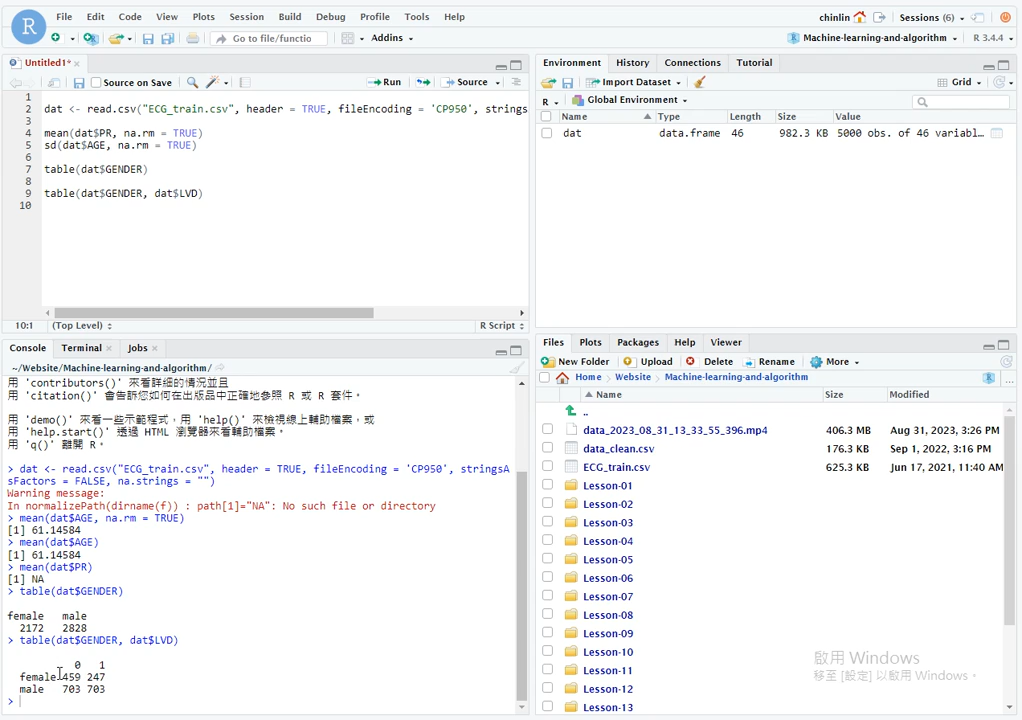 File Edit Code View Plots Session Build Debug Profile Tools Help
chinlin Sessions (6)
Go to file/functio Addins
Machine-learning-and-algorithm R 3.4.4
Untitled1*
Source on Save Run Source
1
2 dat <- read.csv("ECG_train.csv", header = TRUE, fileEncoding = 'CP950', strings
3
4 mean(dat$PR, na.rm = TRUE)
5 sd(dat$AGE, na.rm = TRUE)
6
7 table(dat$GENDER)
8
9 table(dat$GENDER, dat$LVD)
10
10:1 (Top Level) R Script
Console Terminal Jobs
~/Website/Machine-learning-and-algorithm/
用 'contributors()' 來看詳細的情況並且
用 'citation()' 會告訴您如何在出版品中正確地參照 R 或 R 套件。
用 'demo()' 來看一些示範程式，用 'help()' 來檢視線上輔助檔案，或
用 'help.start()' 透過 HTML 瀏覽器來看輔助檔案。
用 'q()' 離開 R。
> dat <- read.csv("ECG_train.csv", header = TRUE, fileEncoding = 'CP950', stringsA
sFactors = FALSE, na.strings = "")
Warning message:
In normalizePath(dirname(f)) : path[1]="NA": No such file or directory
> mean(dat$AGE, na.rm = TRUE)
[1] 61.14584
> mean(dat$AGE)
[1] 61.14584
> mean(dat$PR)
[1] NA
> table(dat$GENDER)
female male
2172 2828
> table(dat$GENDER, dat$LVD)
0 1
female 459 247
male 703 703
>
Environment History Connections Tutorial
Import Dataset Grid
R Global Environment
Name Type Length Size Value
dat data.frame 46 982.3 KB 5000 obs. of 46 variabl…
Files Plots Packages Help Viewer
New Folder Upload Delete Rename More
Home Website Machine-learning-and-algorithm ...
Name Size Modified
..
data_2023_08_31_13_33_55_396.mp4 406.3 MB Aug 31, 2023, 3:26 PM
data_clean.csv 176.3 KB Sep 1, 2022, 3:16 PM
ECG_train.csv 625.3 KB Jun 17, 2021, 11:40 AM
Lesson-01
Lesson-02
Lesson-03
Lesson-04
Lesson-05
Lesson-06
Lesson-07
Lesson-08
Lesson-09
Lesson-10
Lesson-11
Lesson-12
Lesson-13
啟用 Windows
移至 [設定] 以啟用 Windows。